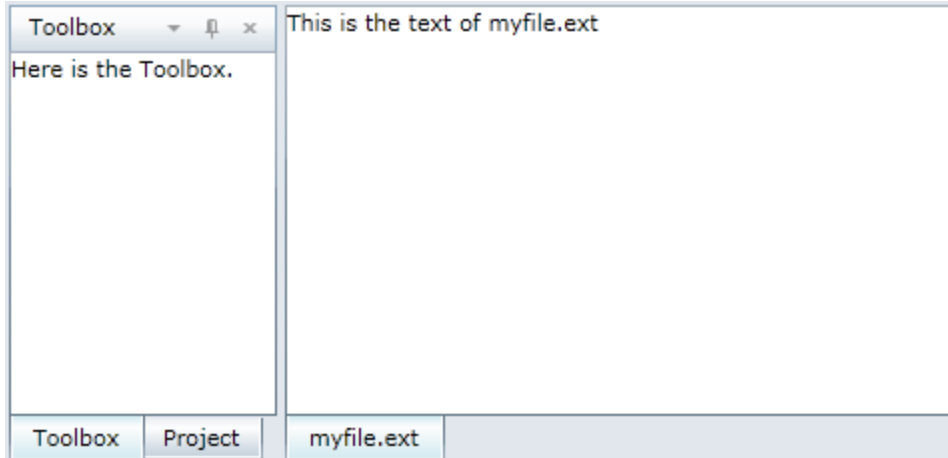 Toolbox
Here is the Toolbox.
Toolbox
Project
This is the text of myfile.ext
myfile.ext